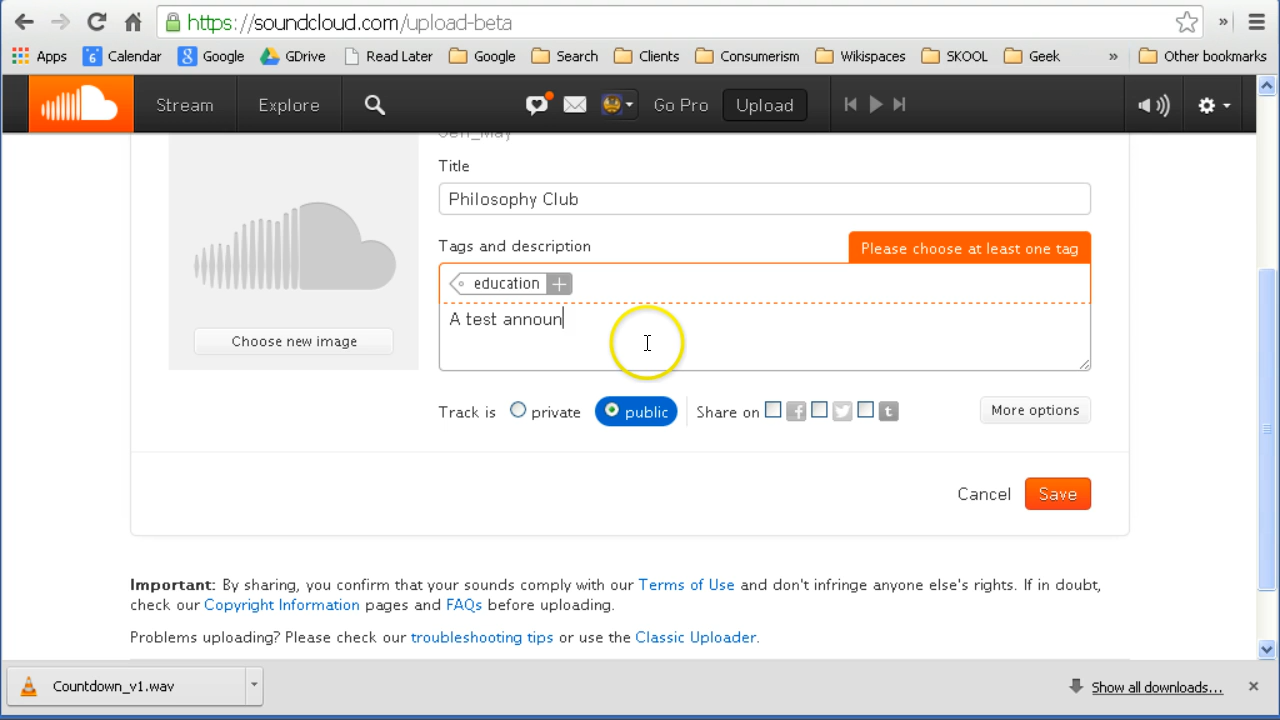 https://soundcloud.com/upload-beta
Apps
6 Calendar
8 Google
GDrive
Read Later
Google
Search
Clients
Consumerism
Wikispaces
SKOOL
Geek
»
Other bookmarks
Stream
Explore
Go Pro
Upload
Title
Philosophy Club
Tags and description
Please choose at least one tag
education +
A test announ
Choose new image
Track is private public Share on f t
More options
Cancel
Save
Important: By sharing, you confirm that your sounds comply with our Terms of Use and don't infringe anyone else's rights. If in doubt,
check our Copyright Information pages and FAQs before uploading.
Problems uploading? Please check our troubleshooting tips or use the Classic Uploader.
Countdown_v1.wav
Show all downloads...